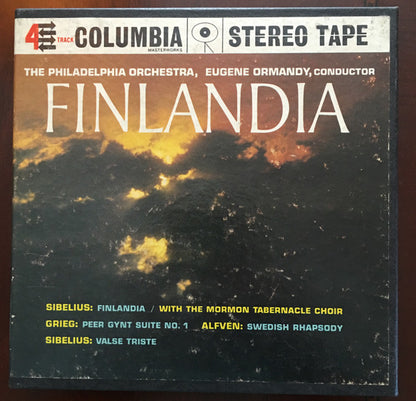 4 TRACK COLUMBIA MASTERWORKS R STEREO TAPE
THE PHILADELPHIA ORCHESTRA, EUGENE ORMANDY, CONDUCTOR
FINLANDIA
SIBELIUS: FINLANDIA / WITH THE MORMON TABERNACLE CHOIR
GRIEG: PEER GYNT SUITE NO. 1 ALFVÉN: SWEDISH RHAPSODY
SIBELIUS: VALSE TRISTE